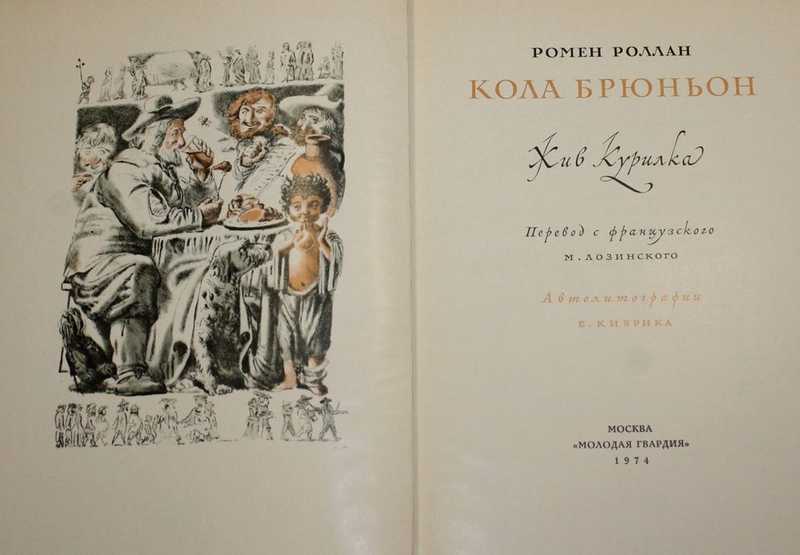 РОМЕН РОЛЛАН
КОЛА БРЮНЬОН
Жив Курилка
Перевод с французского
М. ЛОЗИНСКОГО
Автолитографии
Е. КИБРИКА
МОСКВА
«МОЛОДАЯ ГВАРДИЯ»
1974